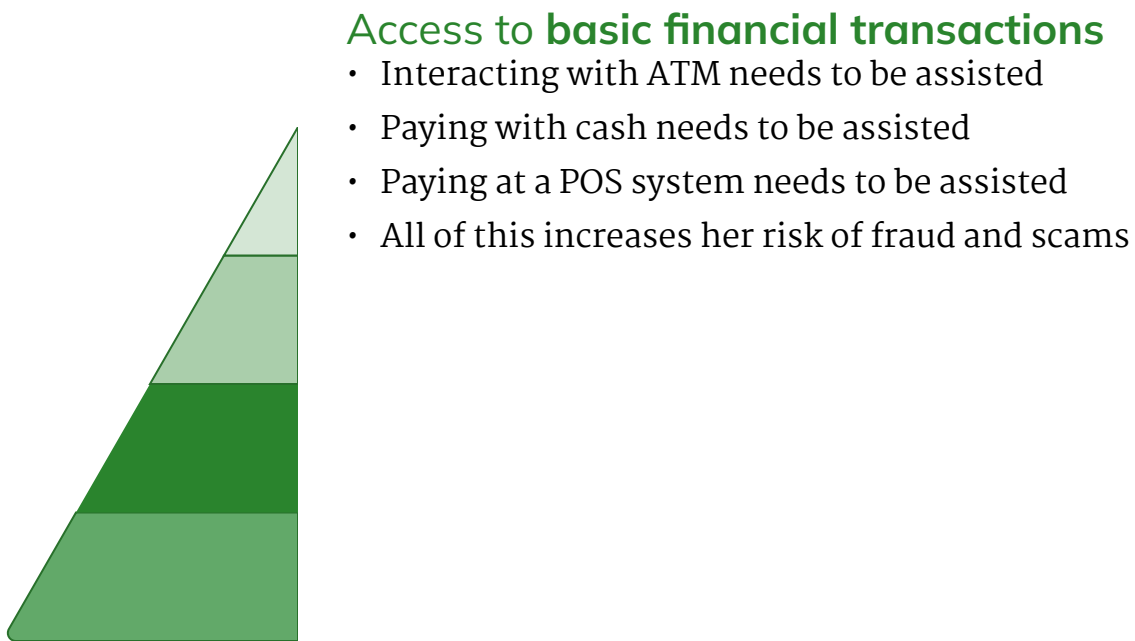 Access to basic financial transactions
• Interacting with ATM needs to be assisted
• Paying with cash needs to be assisted
• Paying at a POS system needs to be assisted
• All of this increases her risk of fraud and scams